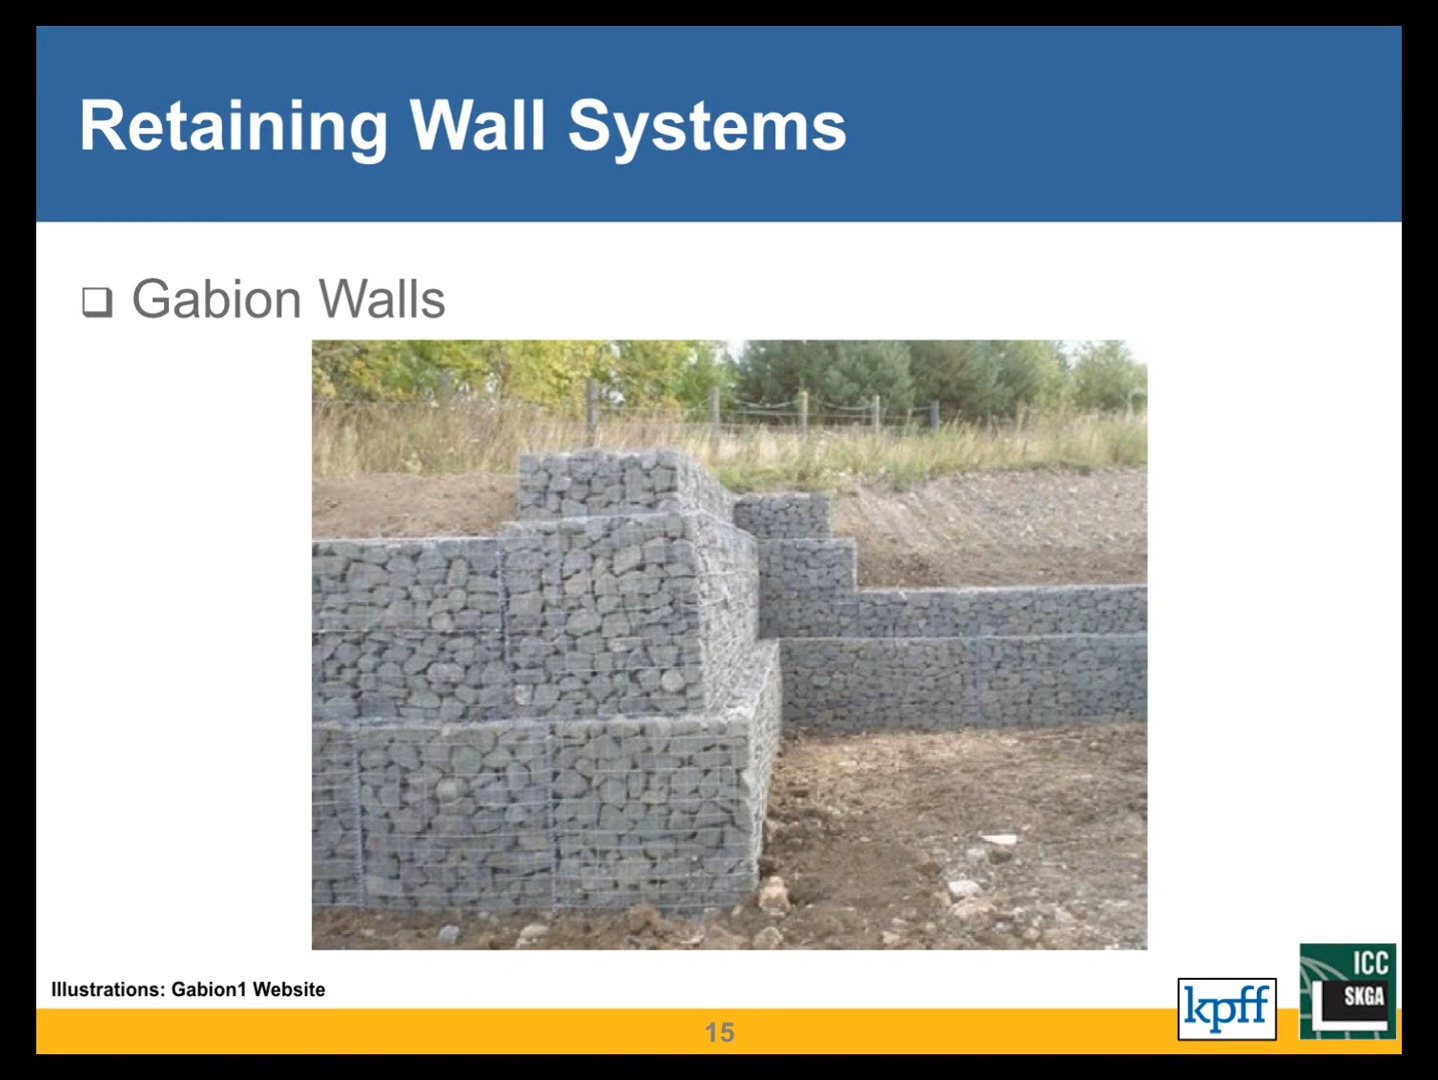 Retaining Wall Systems
Gabion Walls
Illustrations: Gabion1 Website
15
kpff
ICC
SKGA